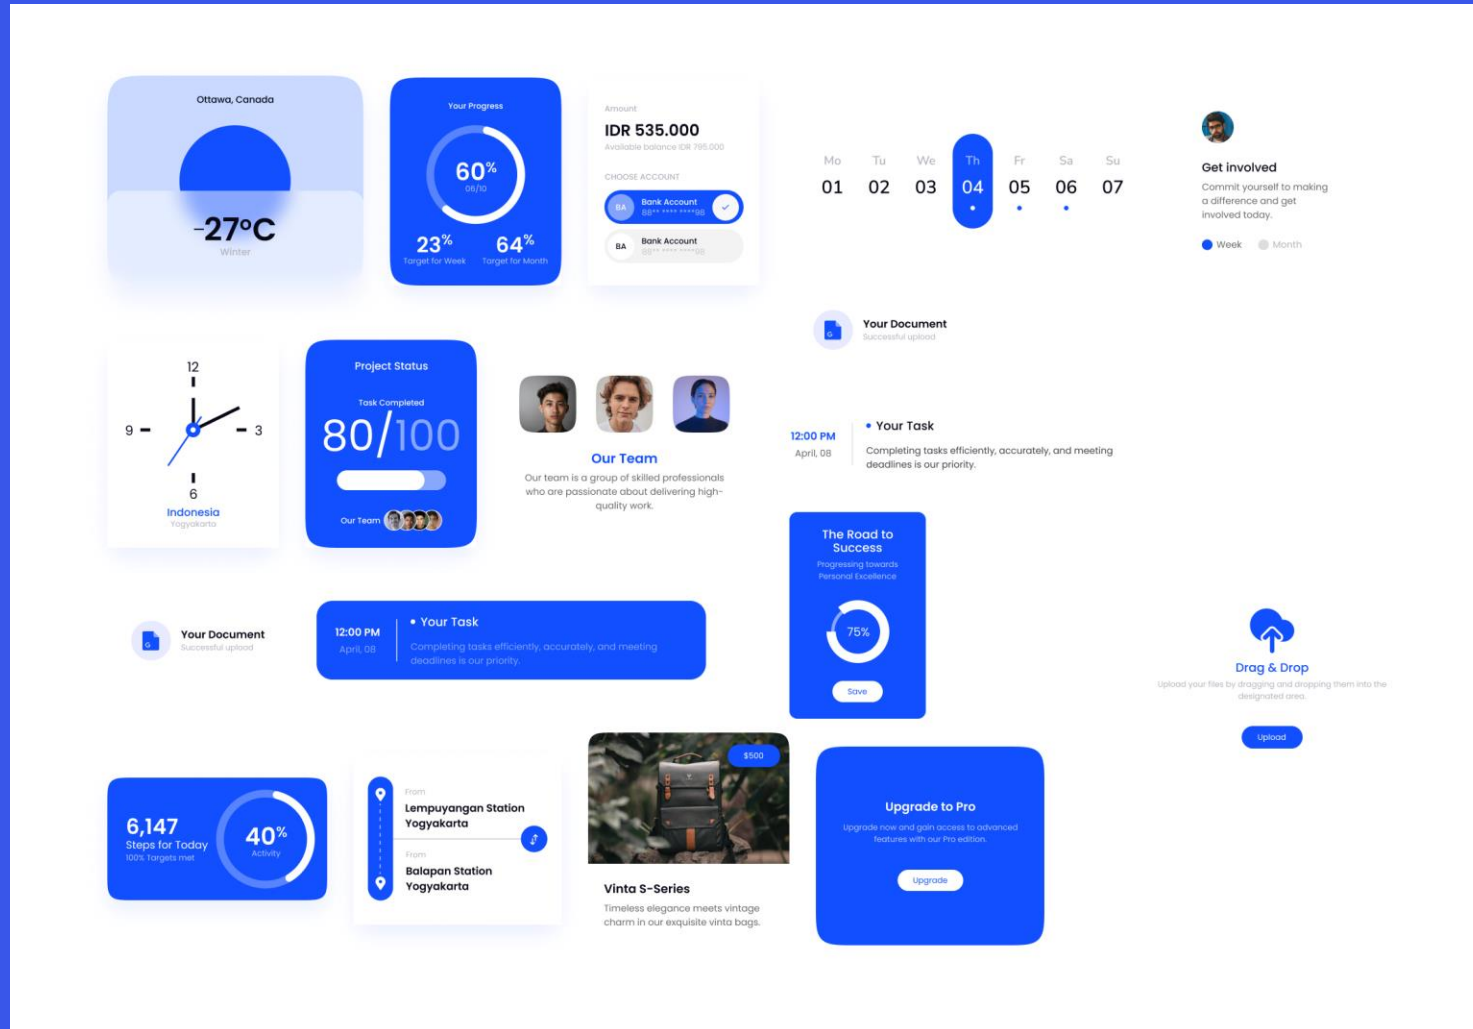 Ottawa, Canada
-27°C
Winter
Your Progress
60%
06/10
23%
Target for Week
64%
Torget for Month
Amount
IDR 535.000
Available balance IDR 795.000
CHOOSE ACCOUNT
BA
Bank Account
68** **** ****98
BA
Bank Account
68** **** ****98
Mo Tu We Th Fr Sa Su
01 02 03 04 05 06 07
Get involved
Commit yourself to making
a difference and get
involved today.
Week Month
Your Document
Successful upload
12
9
3
6
Indonesia
Yogyakarta
Project Status
Task Completed
80/100
Our Team
Our Team
Our team is a group of skilled professionals
who are passionate about delivering high-
quality work.
12:00 PM
April, 08
Your Task
Completing tasks efficiently, accurately, and meeting
deadlines is our priority.
The Road to
Success
Progressing towards
Personal Excellence
75%
Save
G
Your Document
Successful upload
12:00 PM
April, 08
Your Task
Completing tasks efficiently, accurately, and meeting
deadlines is our priority.
Drag & Drop
Upload your files by dragging and dropping them into the
designated area.
Upload
6,147
Steps for Today
100% Targets met
40%
Activity
From
Lempuyangan Station
Yogyakarta
From
Balapan Station
Yogyakarta
$500
Vinta S-Series
Timeless elegance meets vintage
charm in our exquisite vinta bags.
Upgrade to Pro
Upgrade now and gain access to advanced
features with our Pro edition.
Upgrade